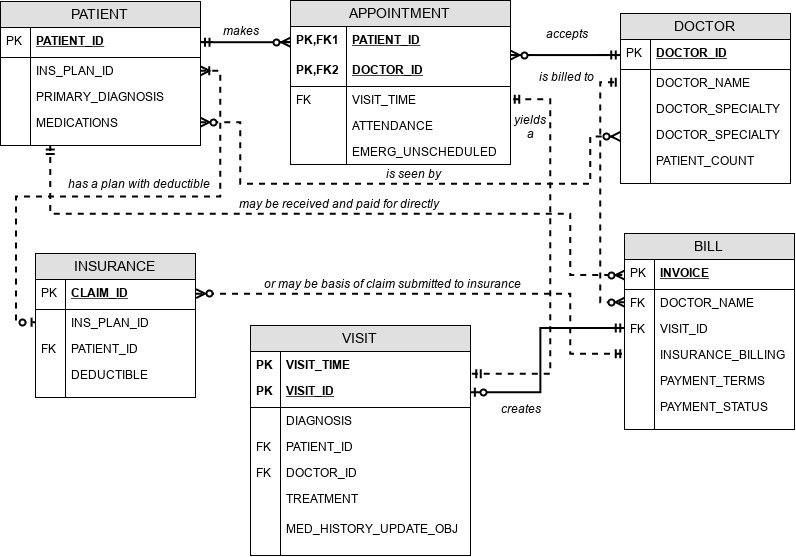 PATIENT
PK PATIENT_ID
INS_PLAN_ID
PRIMARY_DIAGNOSIS
MEDICATIONS
makes
APPOINTMENT
PK,FK1 PATIENT_ID
PK,FK2 DOCTOR_ID
FK VISIT_TIME
ATTENDANCE
EMERG_UNSCHEDULED
accepts
DOCTOR
PK DOCTOR_ID
DOCTOR_NAME
DOCTOR_SPECIALTY
DOCTOR_SPECIALTY
PATIENT_COUNT
is billed to
yields
a
has a plan with deductible
is seen by
may be received and paid for directly
INSURANCE
PK CLAIM_ID
INS_PLAN_ID
FK PATIENT_ID
DEDUCTIBLE
or may be basis of claim submitted to insurance
BILL
PK INVOICE
FK DOCTOR_NAME
FK VISIT_ID
INSURANCE_BILLING
PAYMENT_TERMS
PAYMENT_STATUS
VISIT
PK VISIT_TIME
PK VISIT_ID
DIAGNOSIS
FK PATIENT_ID
FK DOCTOR_ID
TREATMENT
MED_HISTORY_UPDATE_OBJ
creates